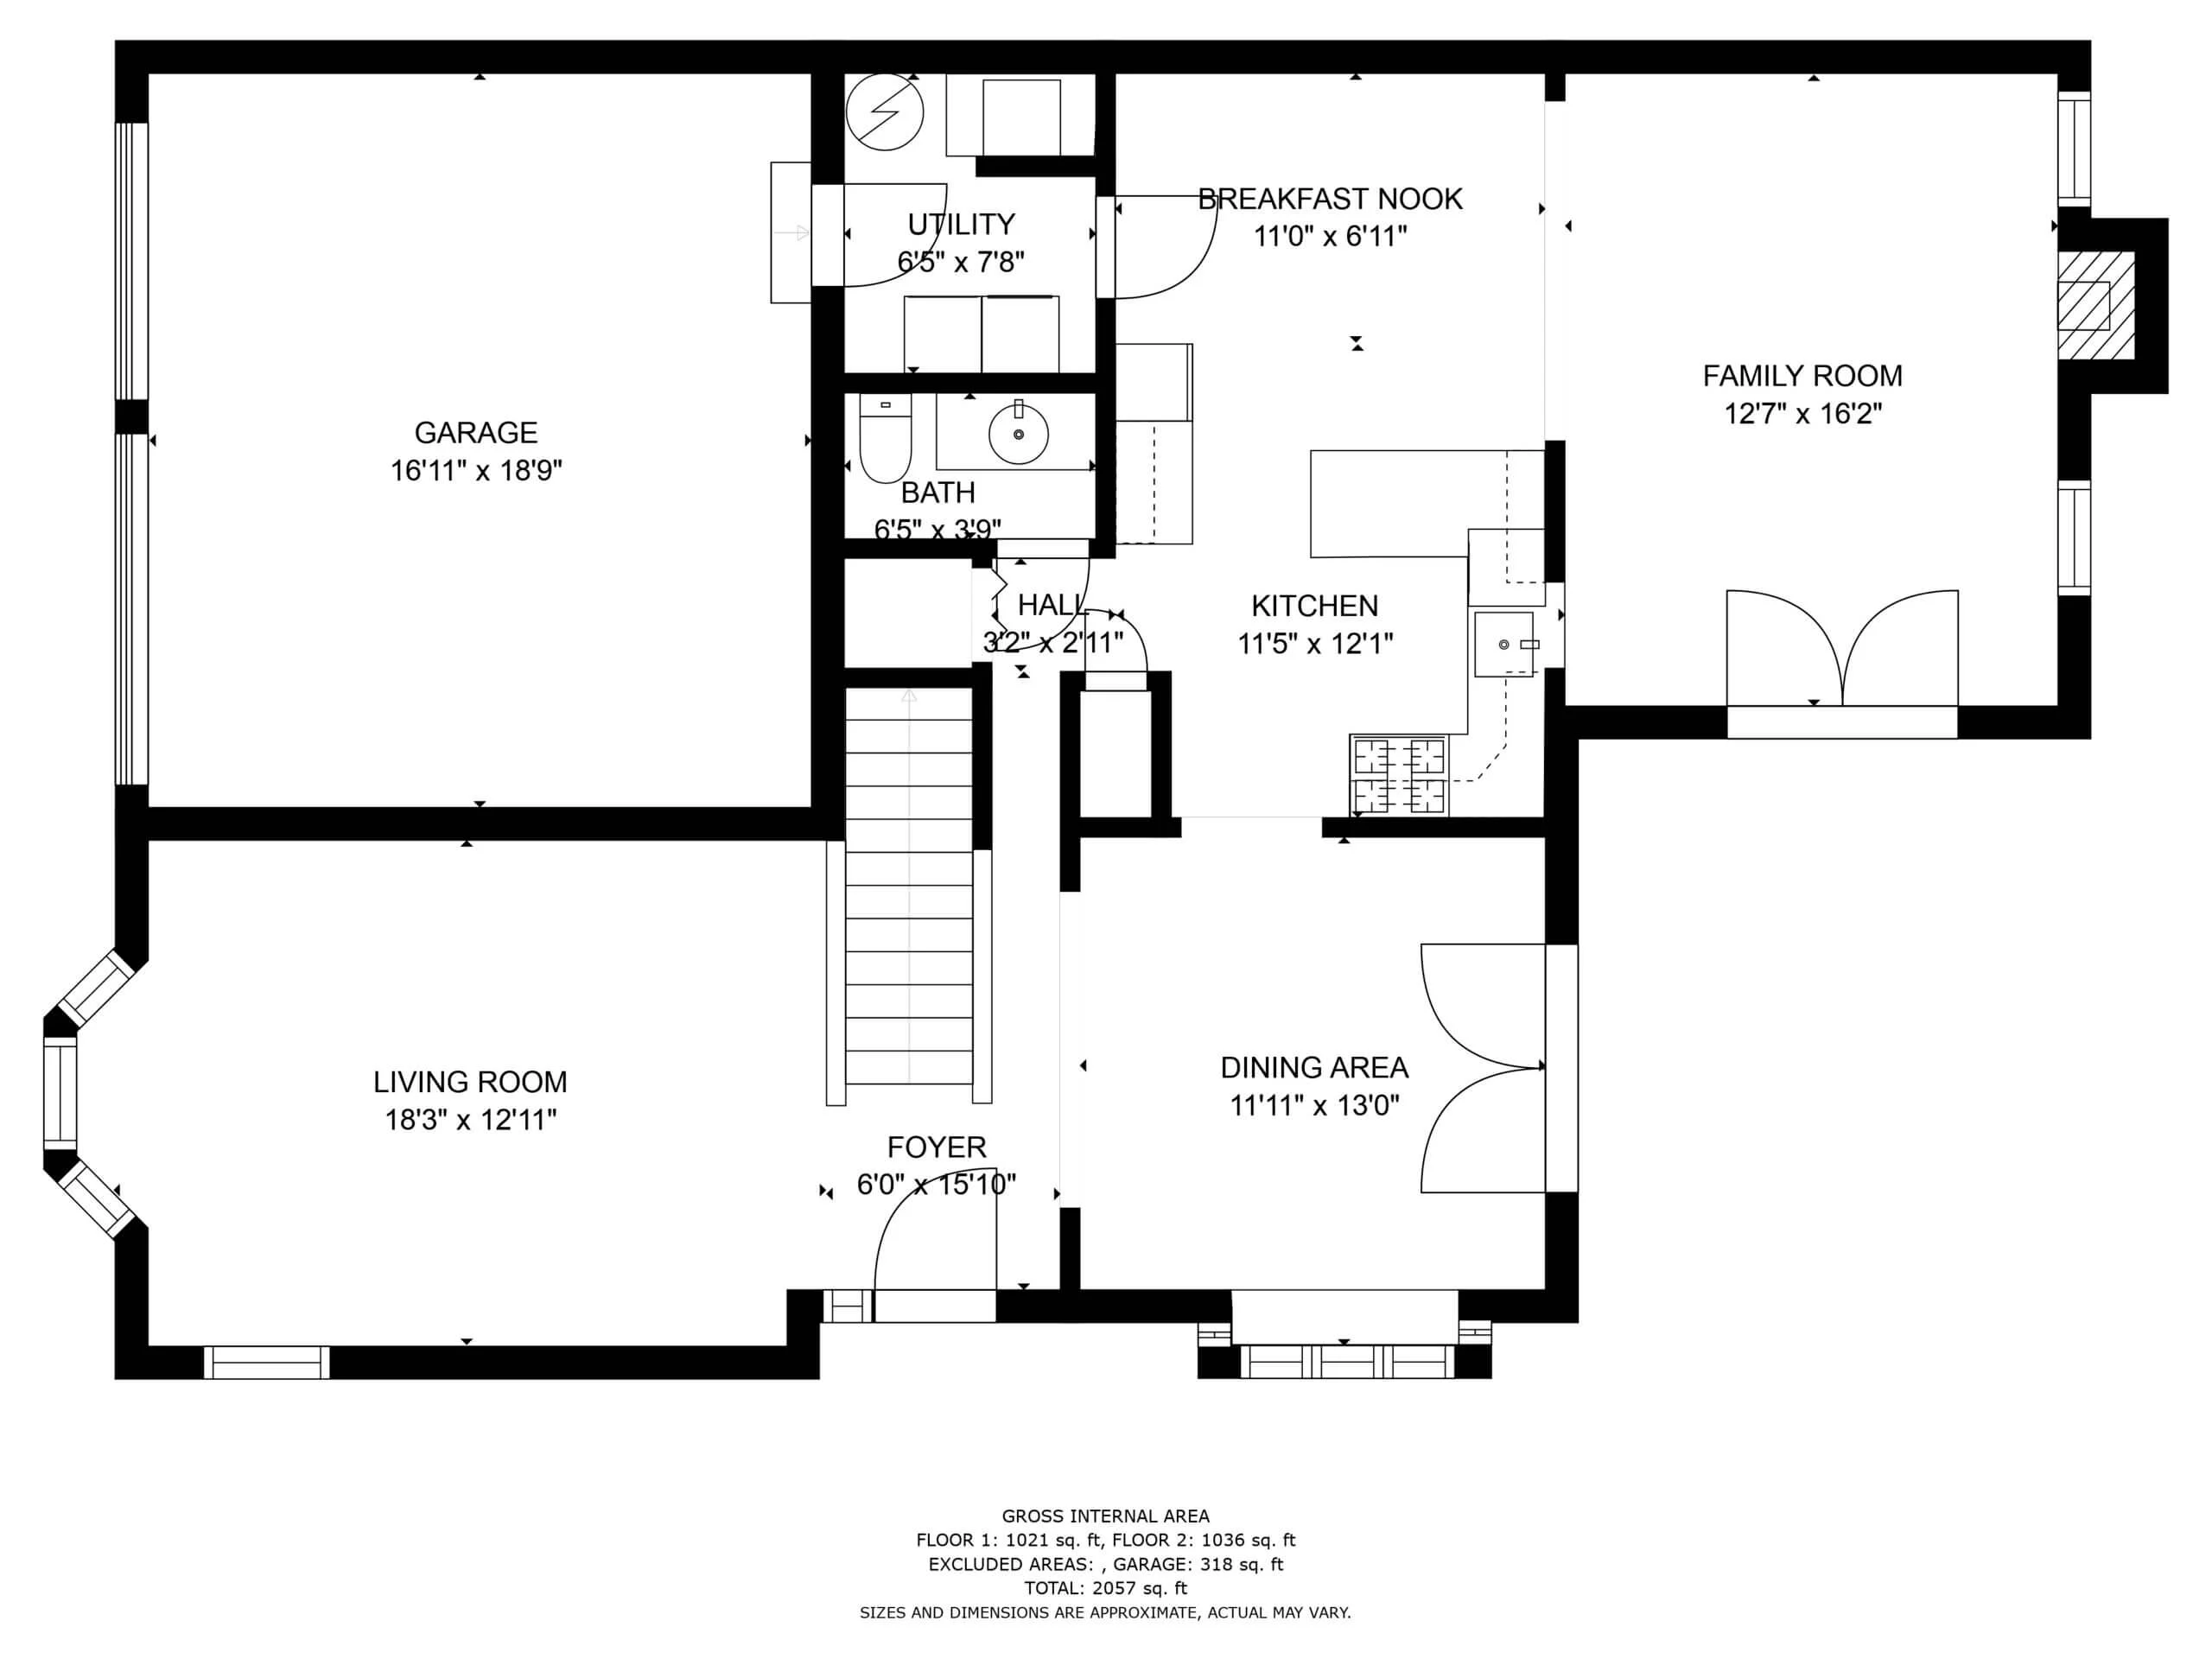 UTILITY
6'5" x 7'8"
BREAKFAST NOOK
11'0" x 6'11"
FAMILY ROOM
12'7" x 16'2"
GARAGE
16'11" x 18'9"
BATH
6'5" x 3'9"
HALL
3'2" x 2'11"
KITCHEN
11'5" x 12'1"
LIVING ROOM
18'3" x 12'11"
DINING AREA
11'11" x 13'0"
FOYER
6'0" x 15'10"
GROSS INTERNAL AREA
FLOOR 1: 1021 sq. ft, FLOOR 2: 1036 sq. ft
EXCLUDED AREAS: , GARAGE: 318 sq. ft
TOTAL: 2057 sq. ft
SIZES AND DIMENSIONS ARE APPROXIMATE, ACTUAL MAY VARY.